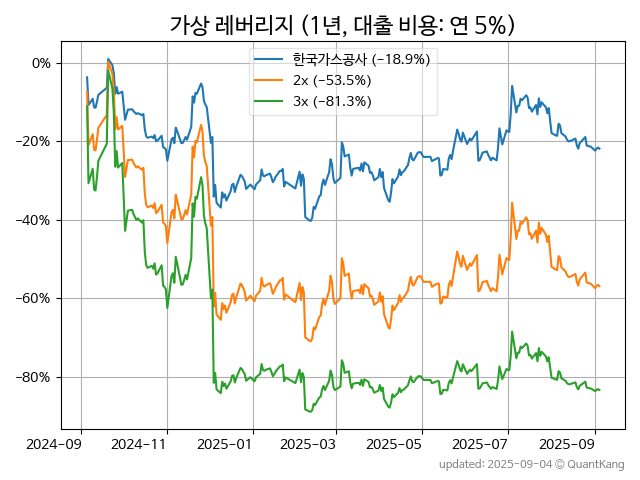 가상 레버리지 (1년, 대출 비용: 연 5%)
한국가스공사 (-18.9%)
2x (-53.5%)
3x (-81.3%)
0%
-20%
-40%
-60%
-80%
2024-09 2024-11 2025-01 2025-03 2025-05 2025-07 2025-09
updated: 2025-09-04 © QuantKang